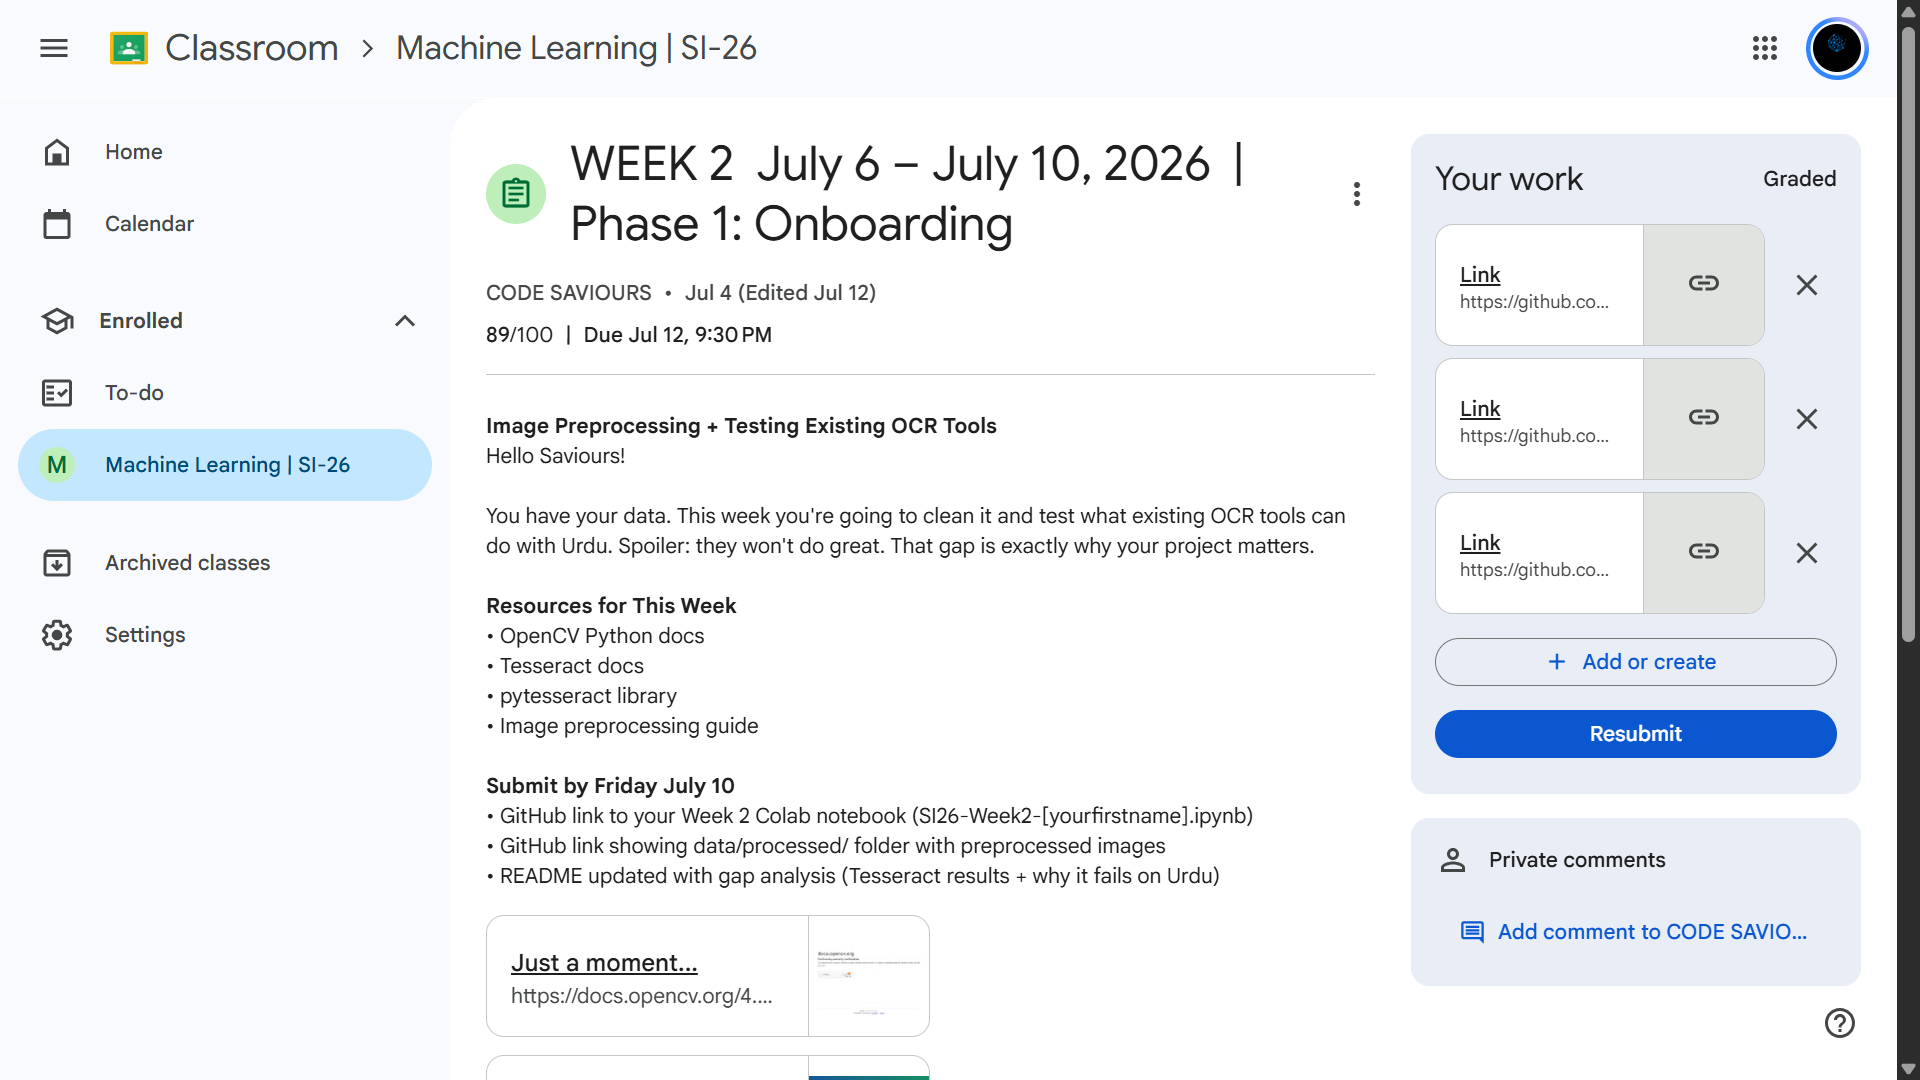 Classroom > Machine Learning | SI-26
Home
Calendar
Enrolled
To-do
M Machine Learning | SI-26
Archived classes
Settings
WEEK 2 July 6 – July 10, 2026 |
Phase 1: Onboarding
CODE SAVIOURS • Jul 4 (Edited Jul 12)
89/100 | Due Jul 12, 9:30 PM
Image Preprocessing + Testing Existing OCR Tools
Hello Saviours!
You have your data. This week you're going to clean it and test what existing OCR tools can
do with Urdu. Spoiler: they won't do great. That gap is exactly why your project matters.
Resources for This Week
• OpenCV Python docs
• Tesseract docs
• pytesseract library
• Image preprocessing guide
Submit by Friday July 10
• GitHub link to your Week 2 Colab notebook (SI26-Week2-[yourfirstname].ipynb)
• GitHub link showing data/processed/ folder with preprocessed images
• README updated with gap analysis (Tesseract results + why it fails on Urdu)
Just a moment...
https://docs.opencv.org/4....
Your work
Graded
Link
https://github.co...
Link
https://github.co...
Link
https://github.co...
+ Add or create
Resubmit
Private comments
Add comment to CODE SAVIO...